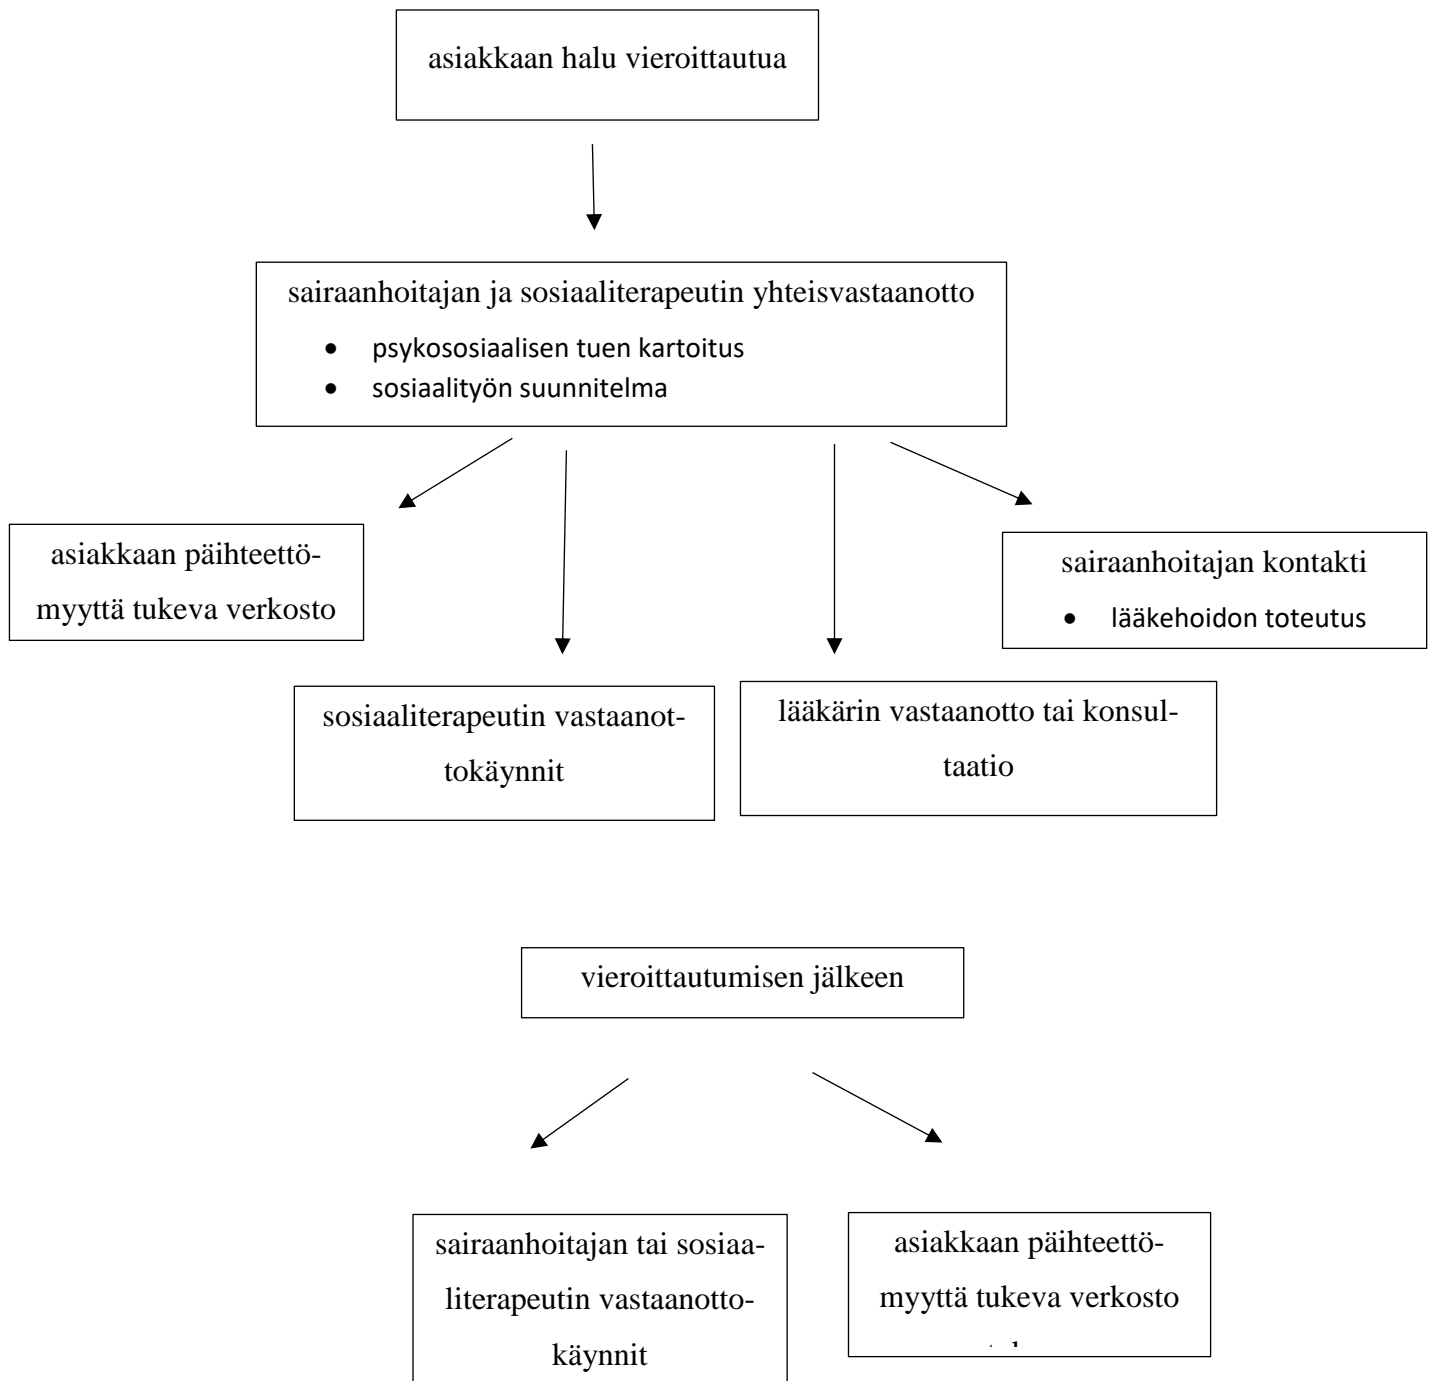 asiakkaan halu vieroittautua
sairaanhoitajan ja sosiaaliterapeutin yhteisvastaanotto
• psykososiaalisen tuen kartoitus
• sosiaalityön suunnitelma
asiakkaan päihteettö-
myyttä tukeva verkosto
sairaanhoitajan kontakti
• lääkehoidon toteutus
sosiaaliterapeutin vastaanot-
tokäynnit
lääkärin vastaanotto tai konsul-
taatio
vieroittautumisen jälkeen
sairaanhoitajan tai sosiaa-
literapeutin vastaanotto-
käynnit
asiakkaan päihteettö-
myyttä tukeva verkosto